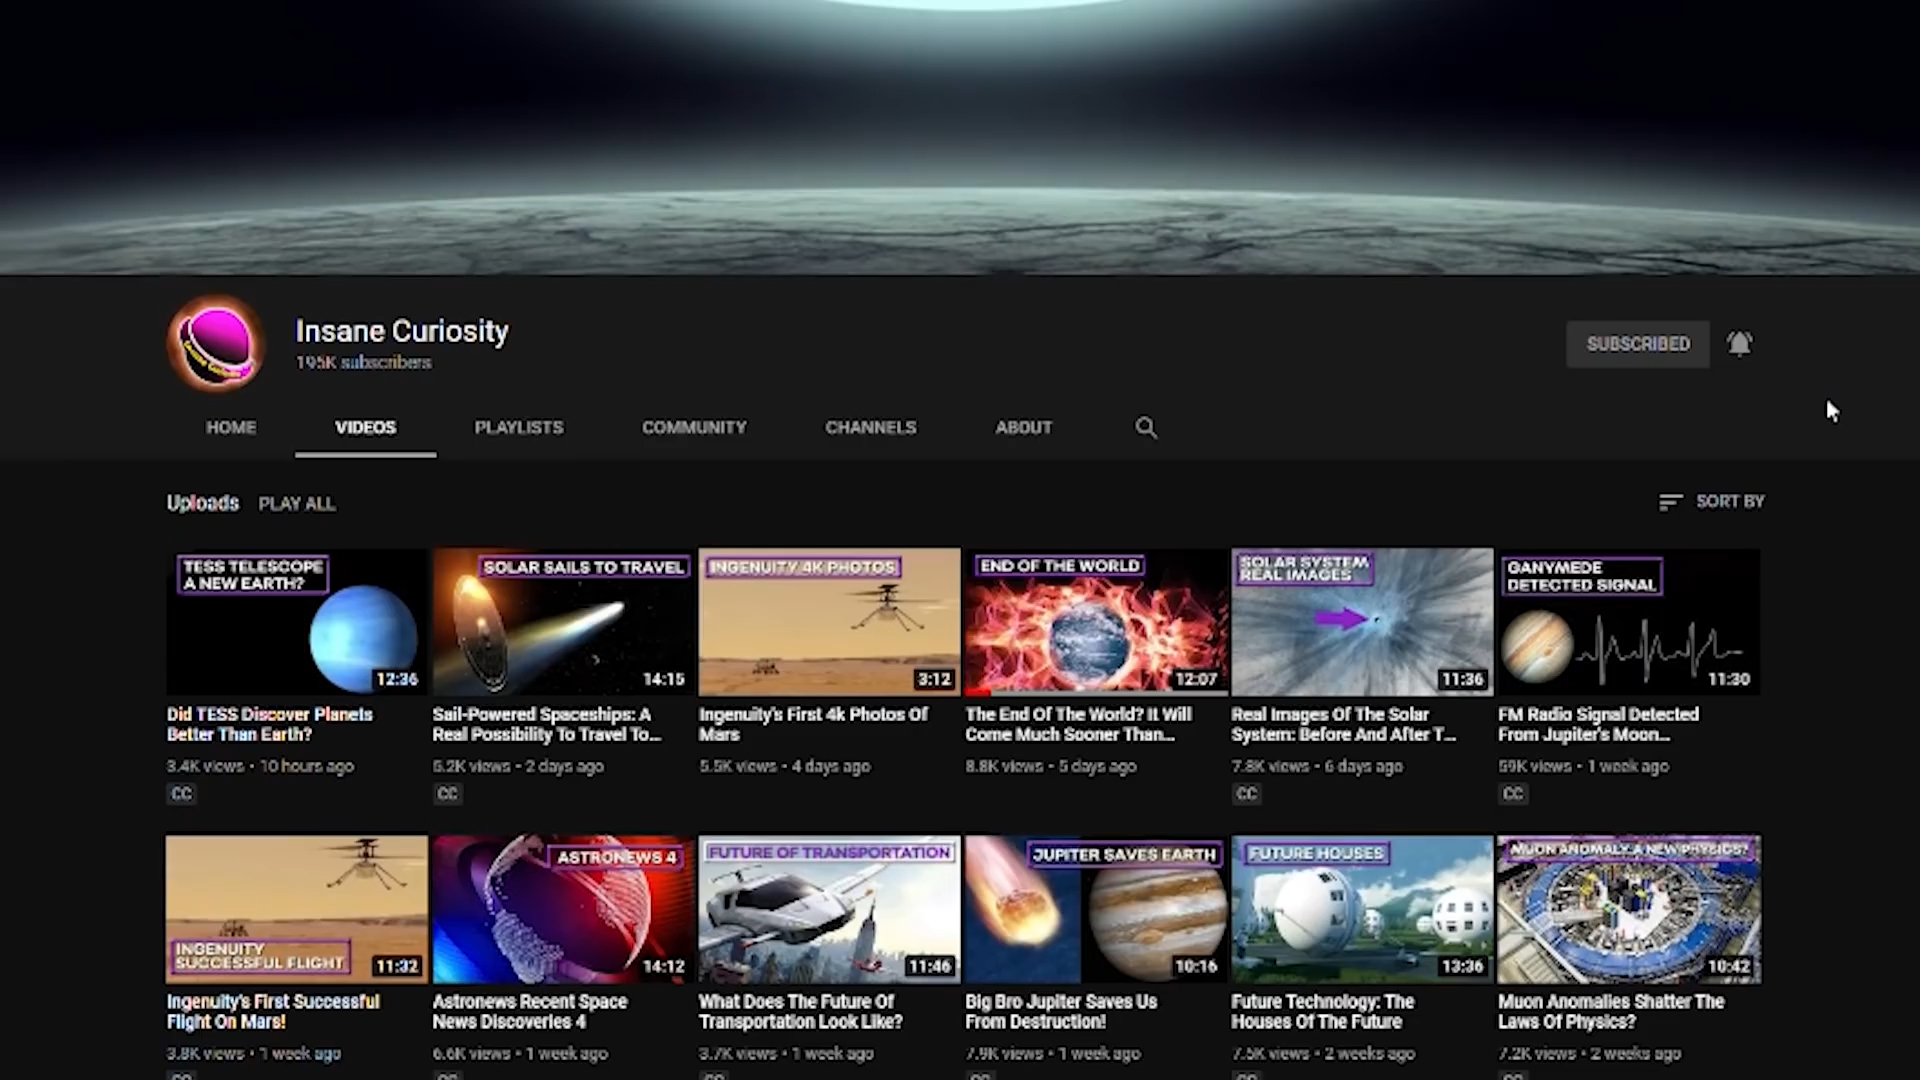 Insane Curiosity
195K subscribers
SUBSCRIBED
HOME VIDEOS PLAYLISTS COMMUNITY CHANNELS ABOUT
Uploads PLAY ALL
SORT BY
TESS TELESCOPE
A NEW EARTH?
12:36
SOLAR SAILS TO TRAVEL
14:15
INGENUITY 4K PHOTOS
3:12
END OF THE WORLD
12:07
SOLAR SYSTEM
REAL IMAGES
11:36
GANYMEDE
DETECTED SIGNAL
11:30
Did TESS Discover Planets
Better Than Earth?
3.4K views • 10 hours ago
CC
Sail-Powered Spaceships: A
Real Possibility To Travel To...
5.2K views • 2 days ago
CC
Ingenuity's First 4k Photos Of
Mars
5.5K views • 4 days ago
The End Of The World? It Will
Come Much Sooner Than...
8.8K views • 5 days ago
Real Images Of The Solar
System: Before And After T...
7.8K views • 6 days ago
CC
FM Radio Signal Detected
From Jupiter's Moon...
59K views • 1 week ago
CC
INGENUITY
SUCCESSFUL FLIGHT
11:32
ASTRONEWS 4
14:12
FUTURE OF TRANSPORTATION
11:46
JUPITER SAVES EARTH
10:16
FUTURE HOUSES
13:36
MUON ANOMALY A NEW PHYSICS?
10:42
Ingenuity's First Successful
Flight On Mars!
3.8K views • 1 week ago
Astronews Recent Space
News Discoveries 4
6.6K views • 1 week ago
What Does The Future Of
Transportation Look Like?
3.7K views • 1 week ago
Big Bro Jupiter Saves Us
From Destruction!
7.9K views • 1 week ago
Future Technology: The
Houses Of The Future
7.5K views • 2 weeks ago
Muon Anomalies Shatter The
Laws Of Physics?
7.2K views • 2 weeks ago